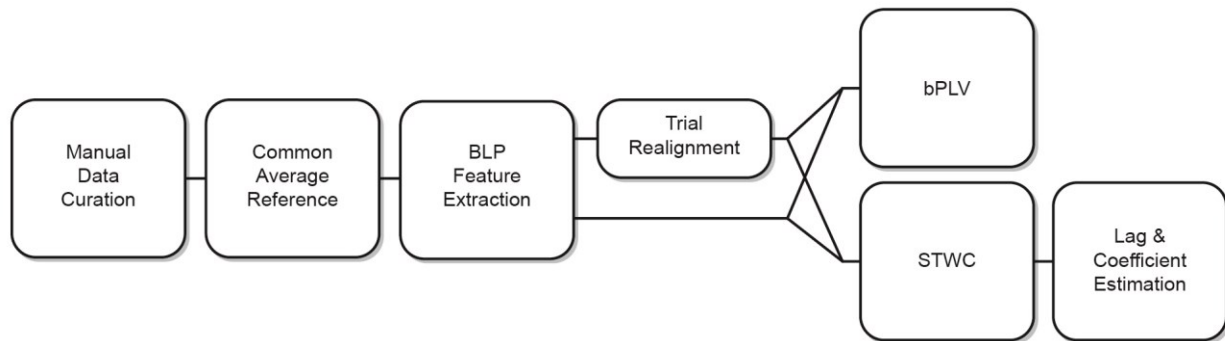 Manual
Data
Curation
Common
Average
Reference
BLP
Feature
Extraction
Trial
Realignment
bPLV
STWC
Lag &
Coefficient
Estimation